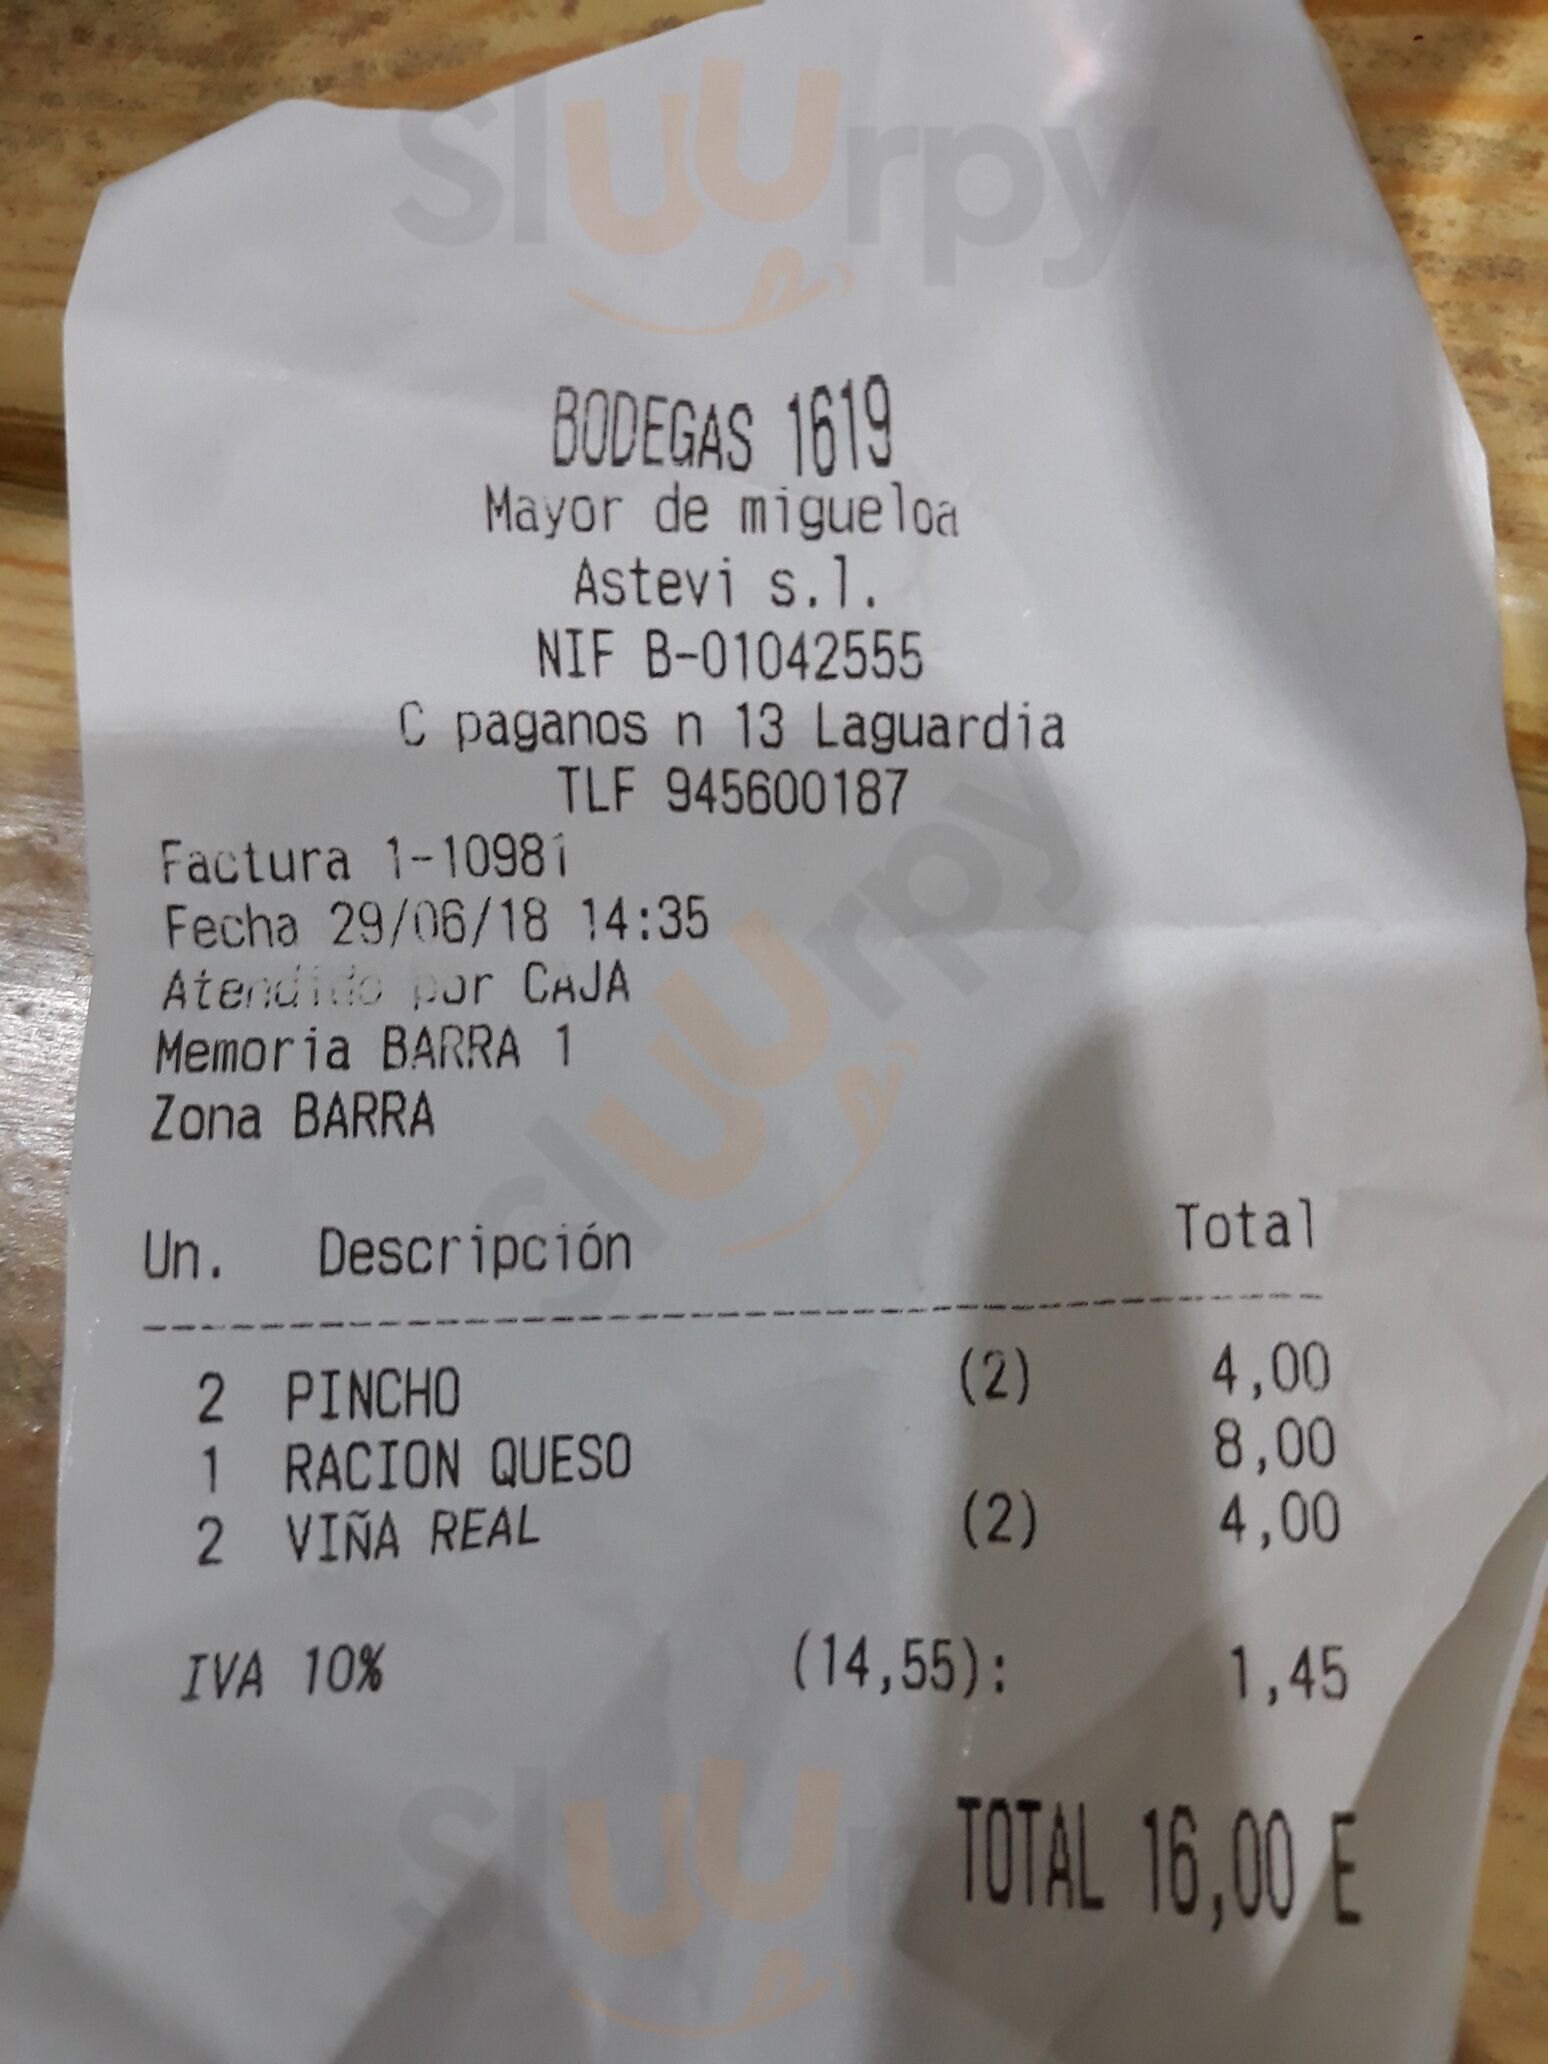 Sluurpy
BODEGAS 1619
Mayor de migueloa
Astevi s.l.
NIF B-01042555
C paganos n 13 Laguardia
TLF 945600187
Factura 1-10981
Fecha 29/06/18 14:35
Atendido por CAJA
Memoria BARRA 1
Zona BARRA
Sluurpy
Un. Descripción Total
2 PINCHO (2) 4,00
1 RACION QUESO 8,00
2 VIÑA REAL (2) 4,00
IVA 10% (14,55): 1,45
TOTAL 16,00 E
Sluurpy